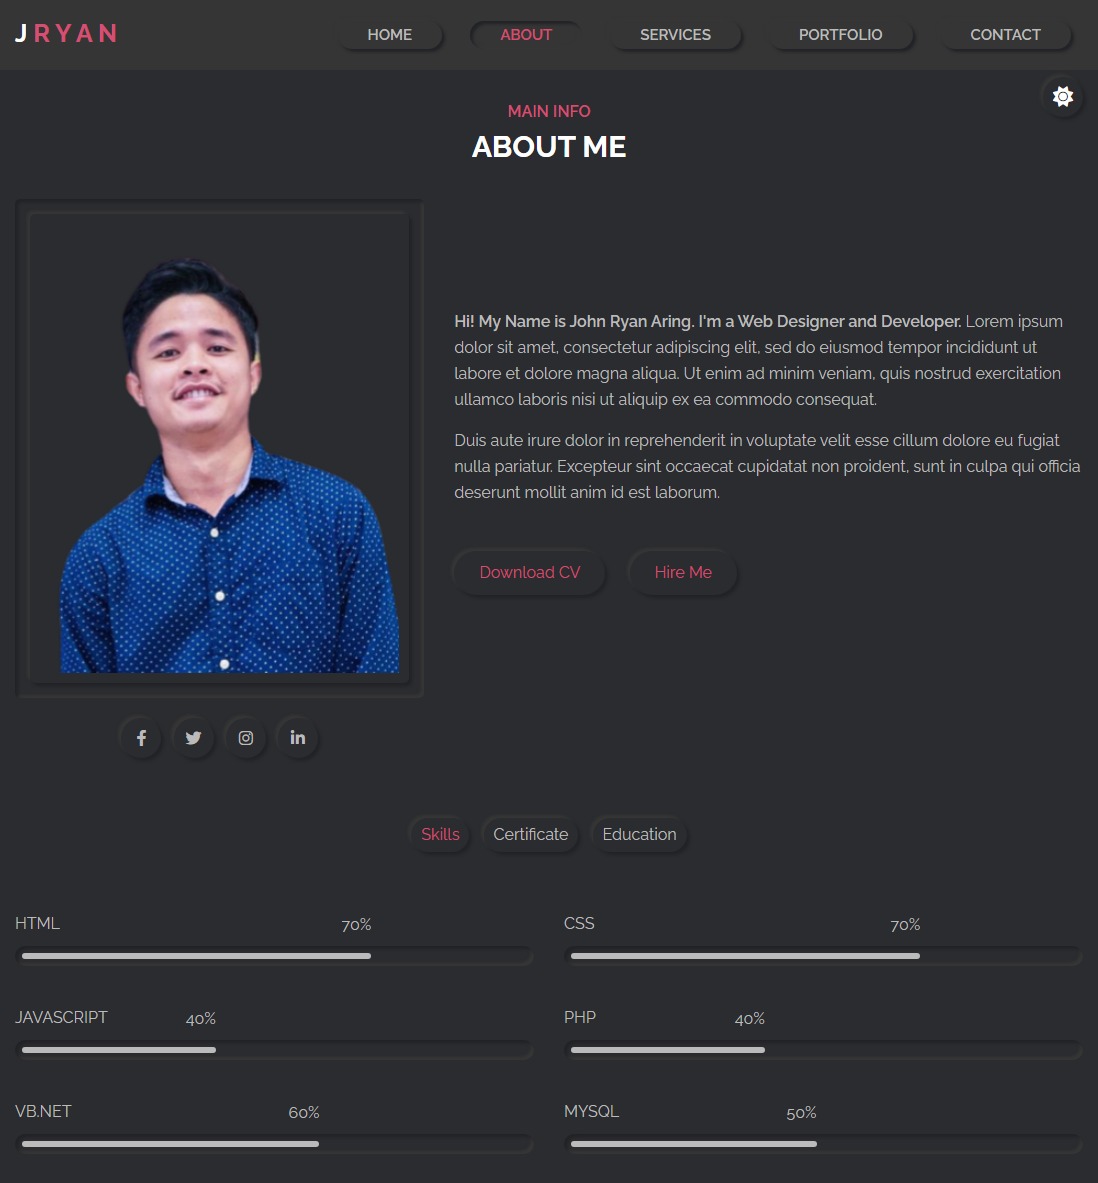 JRYAN
HOME ABOUT SERVICES PORTFOLIO CONTACT
MAIN INFO
ABOUT ME
Hi! My Name is John Ryan Aring. I'm a Web Designer and Developer. Lorem ipsum
dolor sit amet, consectetur adipiscing elit, sed do eiusmod tempor incididunt ut
labore et dolore magna aliqua. Ut enim ad minim veniam, quis nostrud exercitation
ullamco laboris nisi ut aliquip ex ea commodo consequat.
Duis aute irure dolor in reprehenderit in voluptate velit esse cillum dolore eu fugiat
nulla pariatur. Excepteur sint occaecat cupidatat non proident, sunt in culpa qui officia
deserunt mollit anim id est laborum.
Download CV Hire Me
Skills Certificate Education
HTML 70% CSS 70%
JAVASCRIPT 40% PHP 40%
VB.NET 60% MYSQL 50%